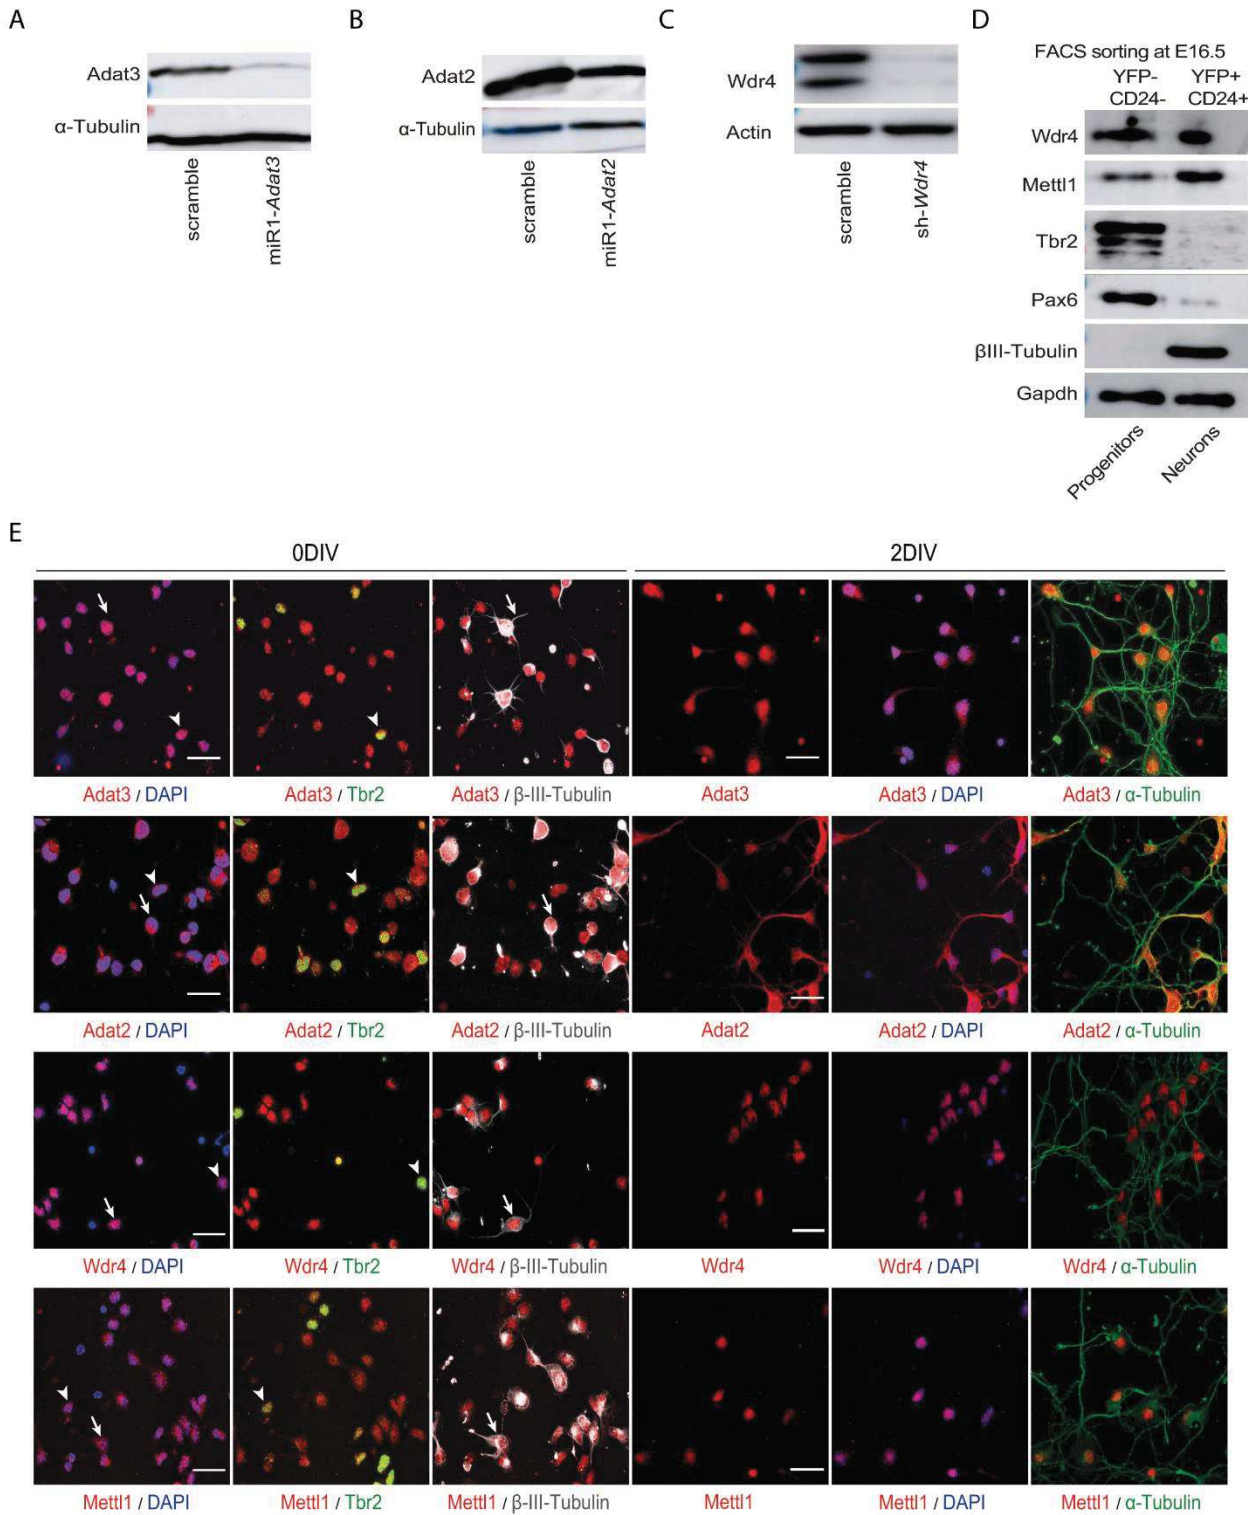 A
Adat3
α-Tubulin
scramble
miR1-Adat3
B
Adat2
α-Tubulin
scramble
miR1-Adat2
C
Wdr4
Actin
scramble
sh-Wdr4
D
FACS sorting at E16.5
YFP- YFP+
CD24- CD24+
Wdr4
Mettl1
Tbr2
Pax6
βIII-Tubulin
Gapdh
Progenitors
Neurons
E
0DIV 2DIV
Adat3 / DAPI Adat3 / Tbr2 Adat3 / β-III-Tubulin Adat3 Adat3 / DAPI Adat3 / α-Tubulin
Adat2 / DAPI Adat2 / Tbr2 Adat2 / β-III-Tubulin Adat2 Adat2 / DAPI Adat2 / α-Tubulin
Wdr4 / DAPI Wdr4 / Tbr2 Wdr4 / β-III-Tubulin Wdr4 Wdr4 / DAPI Wdr4 / α-Tubulin
Mettl1 / DAPI Mettl1 / Tbr2 Mettl1 / β-III-Tubulin Mettl1 Mettl1 / DAPI Mettl1 / α-Tubulin